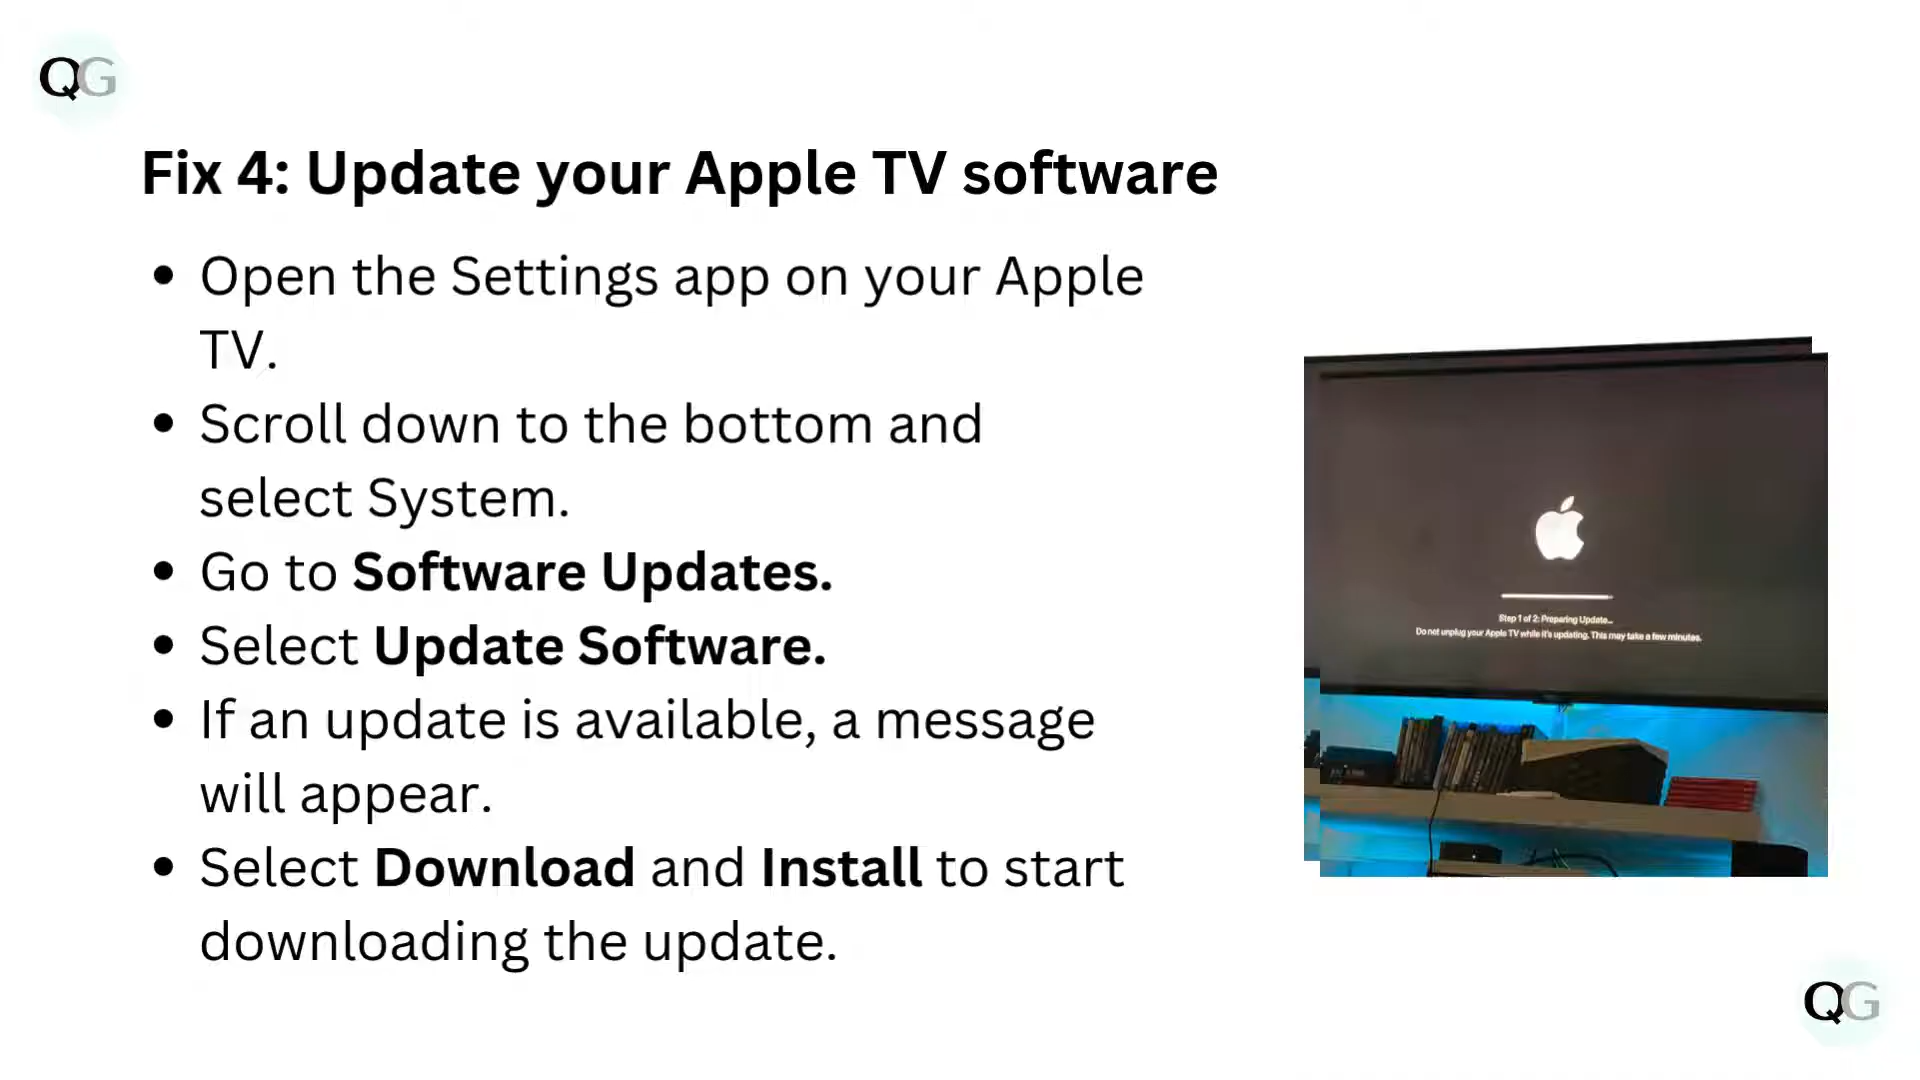 QG
Fix 4: Update your Apple TV software
• Open the Settings app on your Apple
TV.
• Scroll down to the bottom and
select System.
• Go to Software Updates.
• Select Update Software.
• If an update is available, a message
will appear.
• Select Download and Install to start
downloading the update.
Step 1 of 2: Preparing Update...
Do not unplug your Apple TV while it's updating. This may take a few minutes.
QG